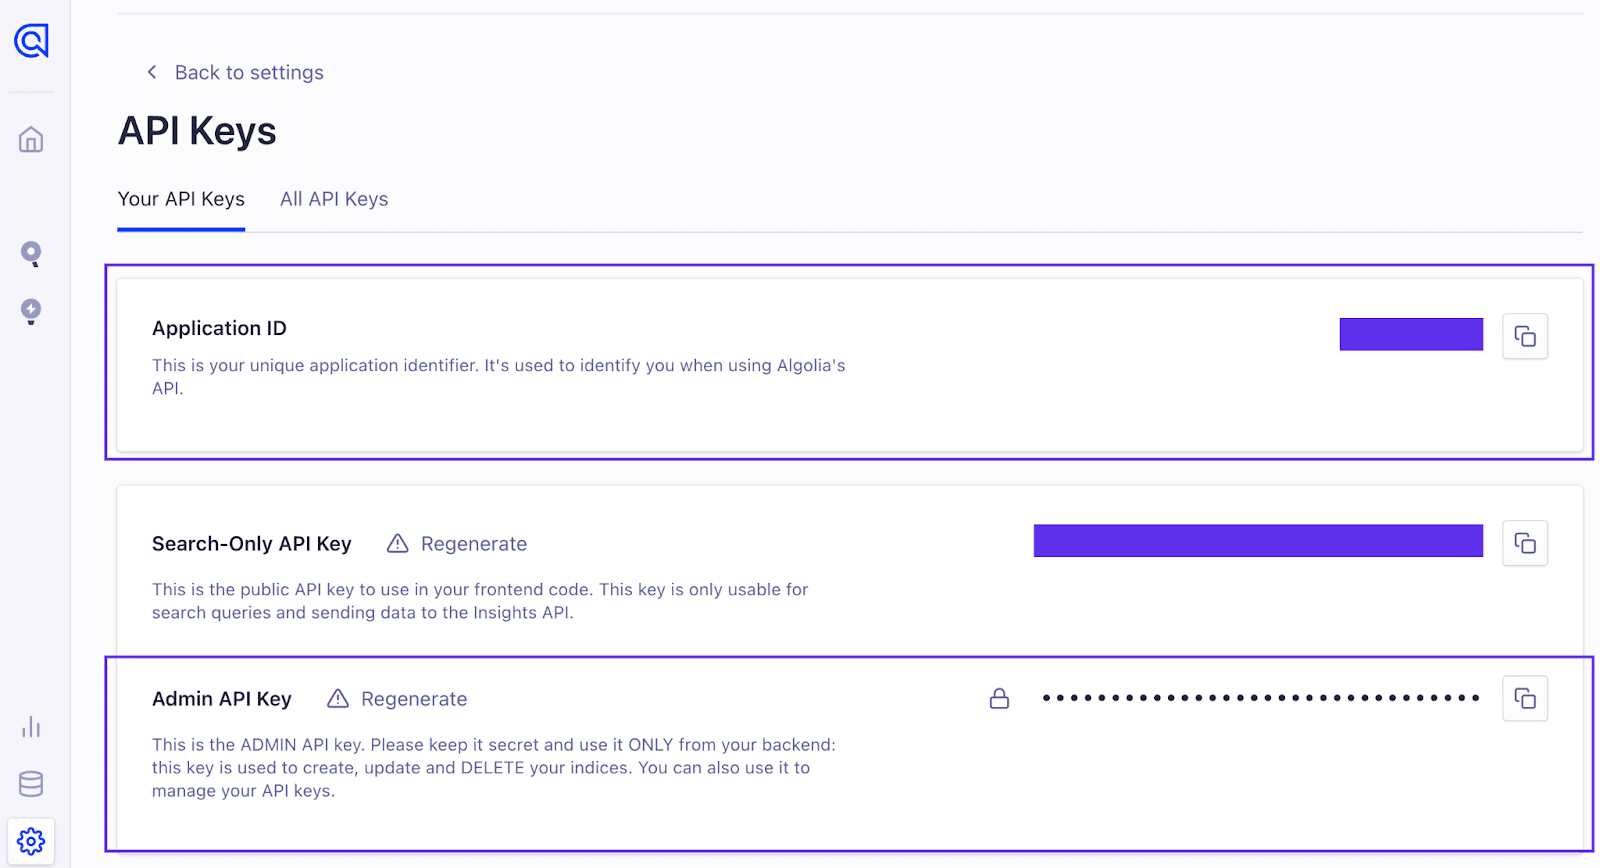 Back to settings
API Keys
Your API Keys
All API Keys
Application ID
This is your unique application identifier. It's used to identify you when using Algolia's
API.
Search-Only API Key
Regenerate
This is the public API key to use in your frontend code. This key is only usable for
search queries and sending data to the Insights API.
Admin API Key
Regenerate
This is the ADMIN API key. Please keep it secret and use it ONLY from your backend:
this key is used to create, update and DELETE your indices. You can also use it to
manage your API keys.